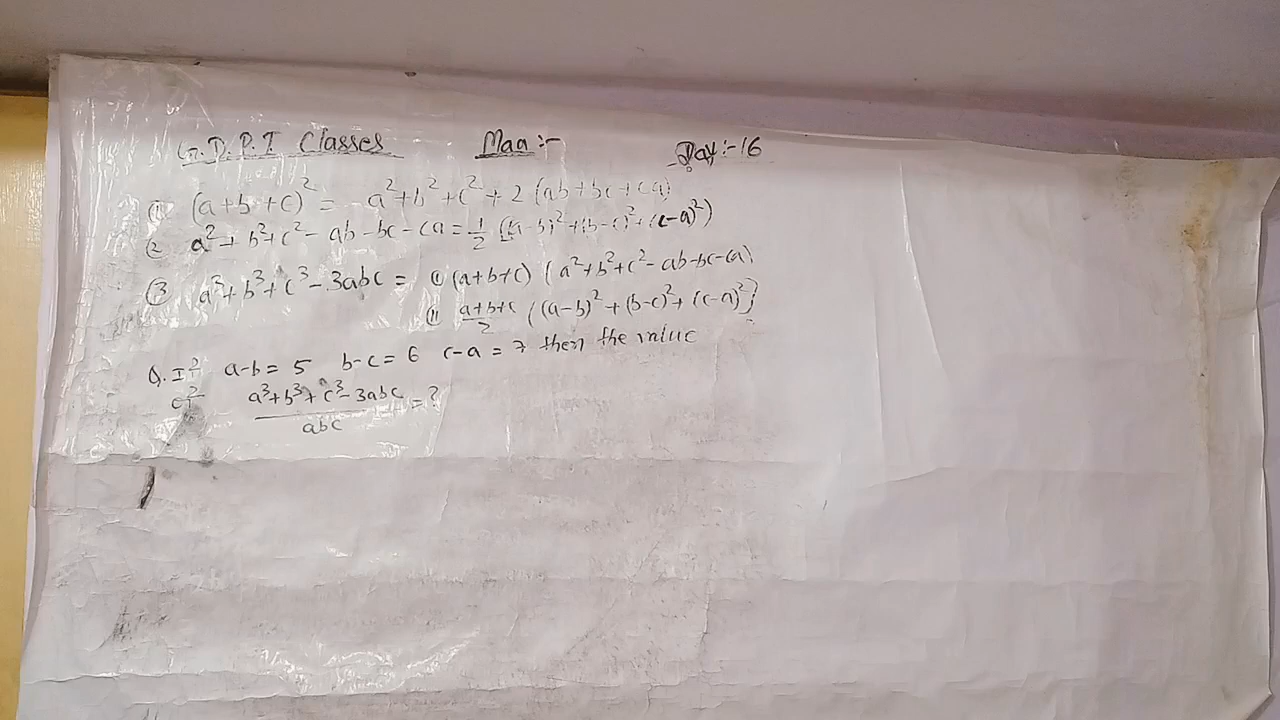 G.D.P.I Classes Maa:- Day:-16
① (a+b+c)² = a²+b²+c²+2(ab+bc+ca)
② a²+b²+c²-ab-bc-ca = 1/2 ((a-b)²+(b-c)²+(c-a)²)
③ a³+b³+c³-3abc = ① (a+b+c) (a²+b²+c²-ab-bc-ca)
② a+b+c/2 ((a-b)²+(b-c)²+(c-a)²)
Q. If a-b = 5 b-c = 6 c-a = 7 then the value
of a³+b³+c³-3abc/abc = ?